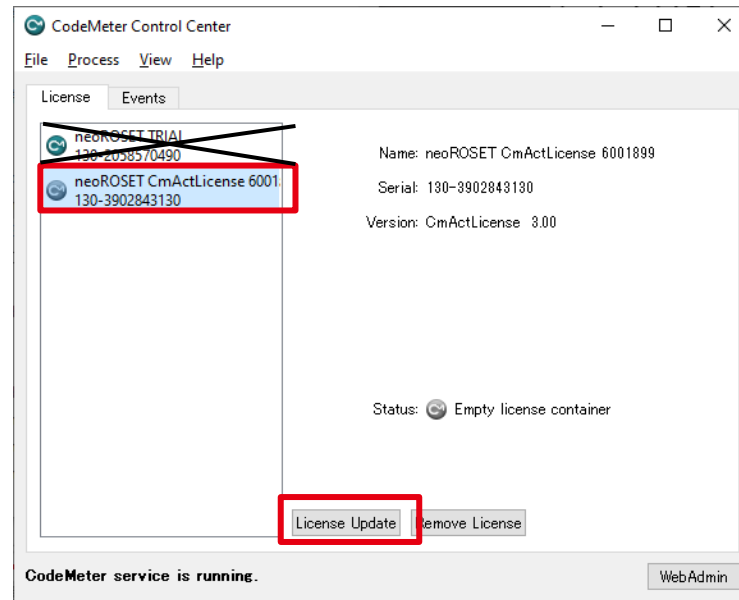 CodeMeter Control Center
File Process View Help
License Events
neoROSET TRIAL
130-2058570490
neoROSET CmActLicense 6001.
130-3902843130
Name: neoROSET CmActLicense 6001899
Serial: 130-3902843130
Version: CmActLicense 3.00
Status: Empty license container
License Update Remove License
CodeMeter service is running.
WebAdmin